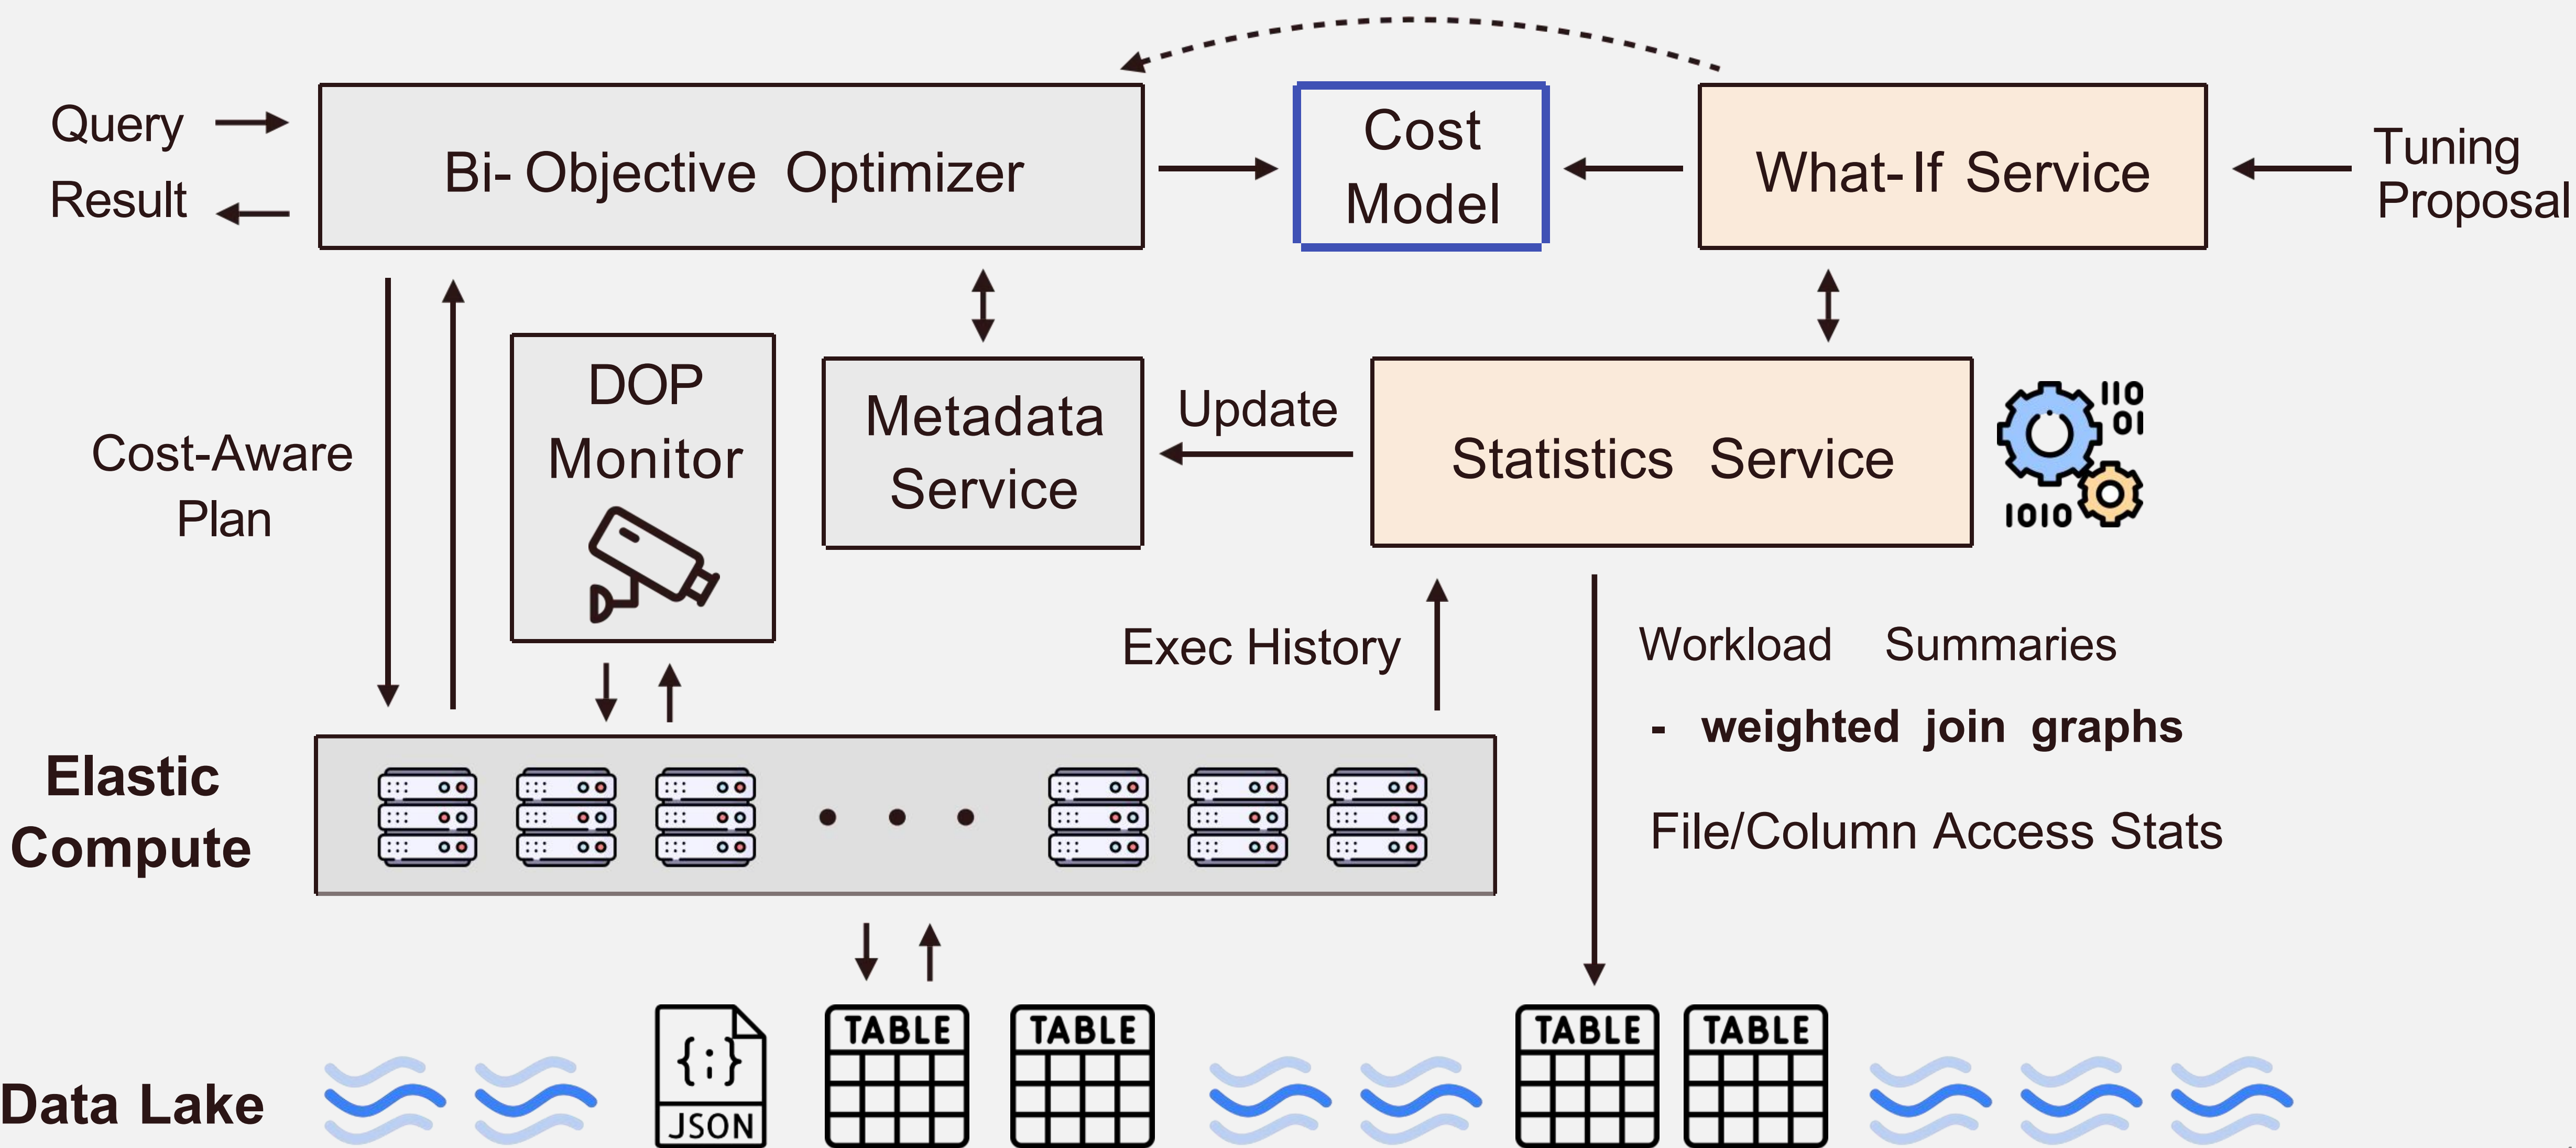 Query
Result
Bi-Objective Optimizer
Cost
Model
What-If Service
Tuning
Proposal
Cost-Aware
Plan
DOP
Monitor
Metadata
Service
Update
Statistics Service
110
01
1010
Exec History
Workload Summaries
- weighted join graphs
File/Column Access Stats
Elastic
Compute
Data Lake
{;}
JSON
TABLE
TABLE
TABLE
TABLE